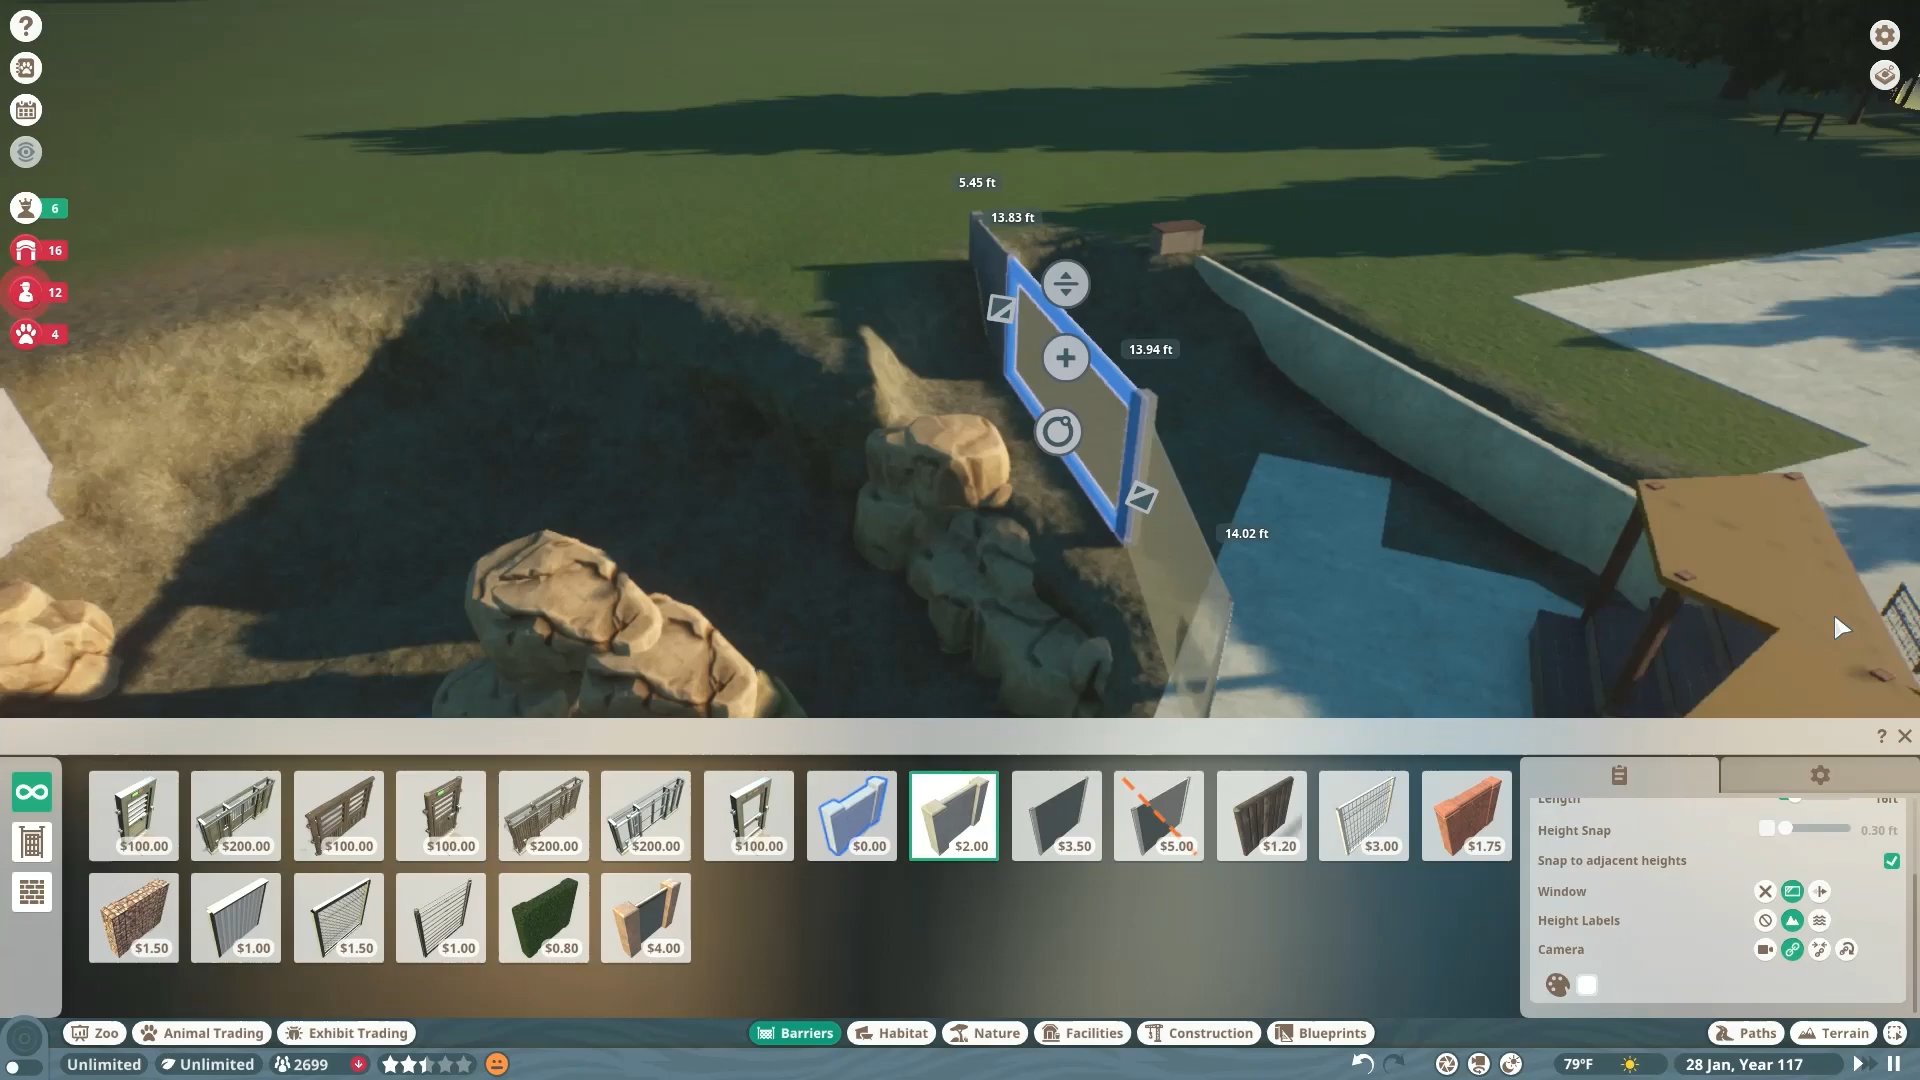 ?
6
16
12
4
5.45 ft
13.83 ft
13.94 ft
14.02 ft
?
$100.00
$200.00
$100.00
$100.00
$200.00
$200.00
$100.00
$0.00
$2.00
$3.50
$5.00
$1.20
$3.00
$1.75
$1.50
$1.00
$1.50
$1.00
$0.80
$4.00
Length 16ft
Height Snap 0.30 ft
Snap to adjacent heights
Window
Height Labels
Camera
Zoo Animal Trading Exhibit Trading Barriers Habitat Nature Facilities Construction Blueprints Paths Terrain
Unlimited Unlimited 2699 79°F 28 Jan, Year 117